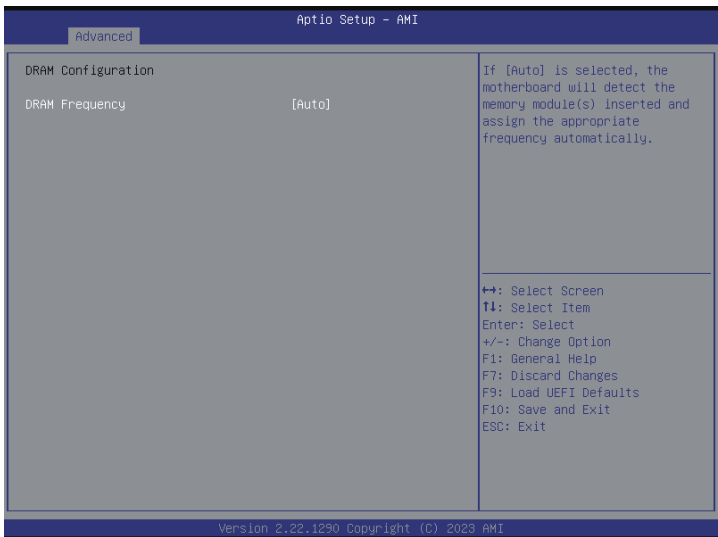 Aptio Setup – AMI
Advanced
DRAM Configuration
DRAM Frequency [Auto]
If [Auto] is selected, the
motherboard will detect the
memory module(s) inserted and
assign the appropriate
frequency automatically.
↔: Select Screen
↑↓: Select Item
Enter: Select
+/-: Change Option
F1: General Help
F7: Discard Changes
F9: Load UEFI Defaults
F10: Save and Exit
ESC: Exit
Version 2.22.1290 Copyright (C) 2023 AMI